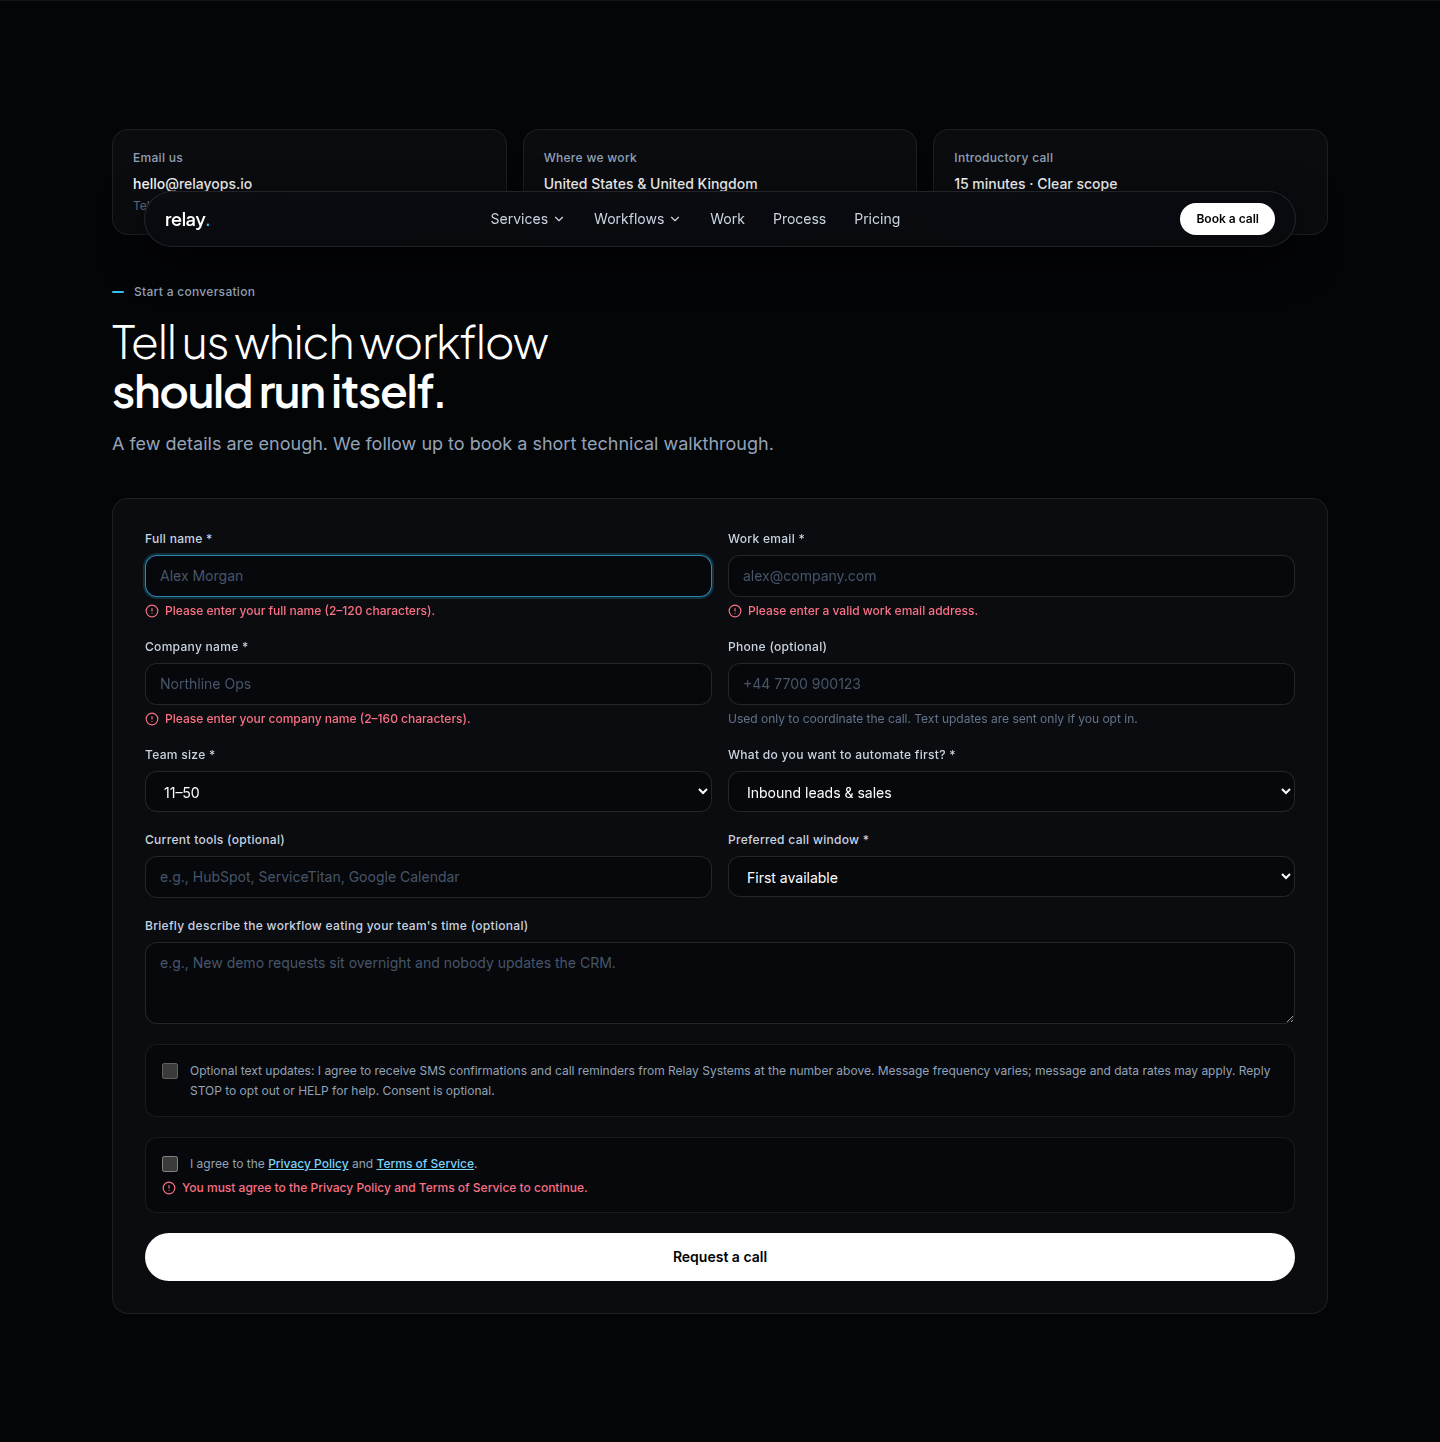 Email us
hello@relayops.io
Where we work
United States & United Kingdom
Introductory call
15 minutes · Clear scope
relay.
Services
Workflows
Work
Process
Pricing
Book a call
Start a conversation
Tell us which workflow
should run itself.
A few details are enough. We follow up to book a short technical walkthrough.
Full name *
Alex Morgan
Please enter your full name (2–120 characters).
Work email *
alex@company.com
Please enter a valid work email address.
Company name *
Northline Ops
Please enter your company name (2–160 characters).
Phone (optional)
+44 7700 900123
Used only to coordinate the call. Text updates are sent only if you opt in.
Team size *
11–50
What do you want to automate first? *
Inbound leads & sales
Current tools (optional)
e.g., HubSpot, ServiceTitan, Google Calendar
Preferred call window *
First available
Briefly describe the workflow eating your team's time (optional)
e.g., New demo requests sit overnight and nobody updates the CRM.
Optional text updates: I agree to receive SMS confirmations and call reminders from Relay Systems at the number above. Message frequency varies; message and data rates may apply. Reply
STOP to opt out or HELP for help. Consent is optional.
I agree to the Privacy Policy and Terms of Service.
You must agree to the Privacy Policy and Terms of Service to continue.
Request a call